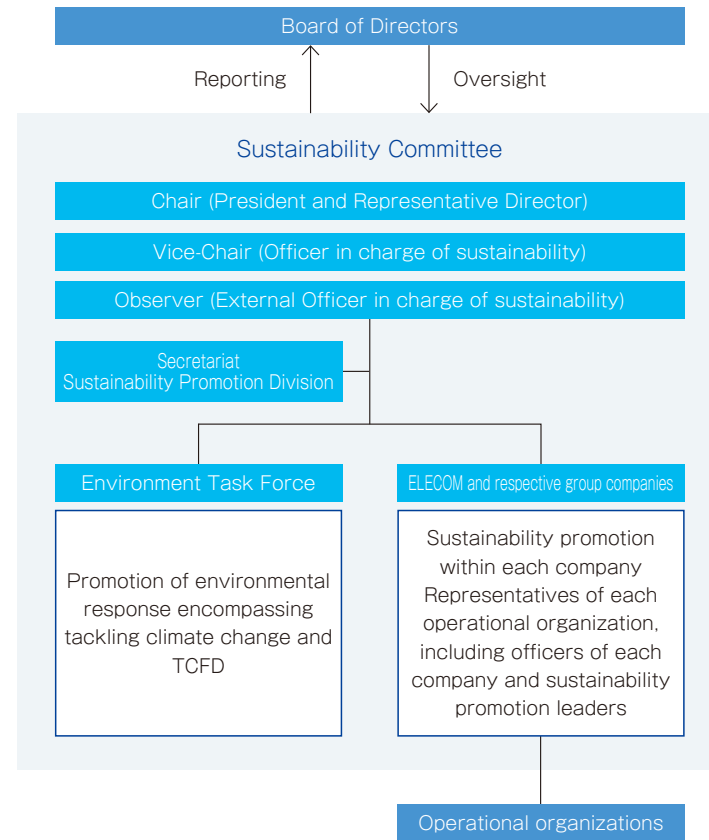 Board of Directors
Reporting
Oversight
Sustainability Committee
Chair (President and Representative Director)
Vice-Chair (Officer in charge of sustainability)
Observer (External Officer in charge of sustainability)
Secretariat
Sustainability Promotion Division
Environment Task Force
Promotion of environmental
response encompassing
tackling climate change and
TCFD
ELECOM and respective group companies
Sustainability promotion
within each company
Representatives of each
operational organization,
including officers of each
company and sustainability
promotion leaders
Operational organizations